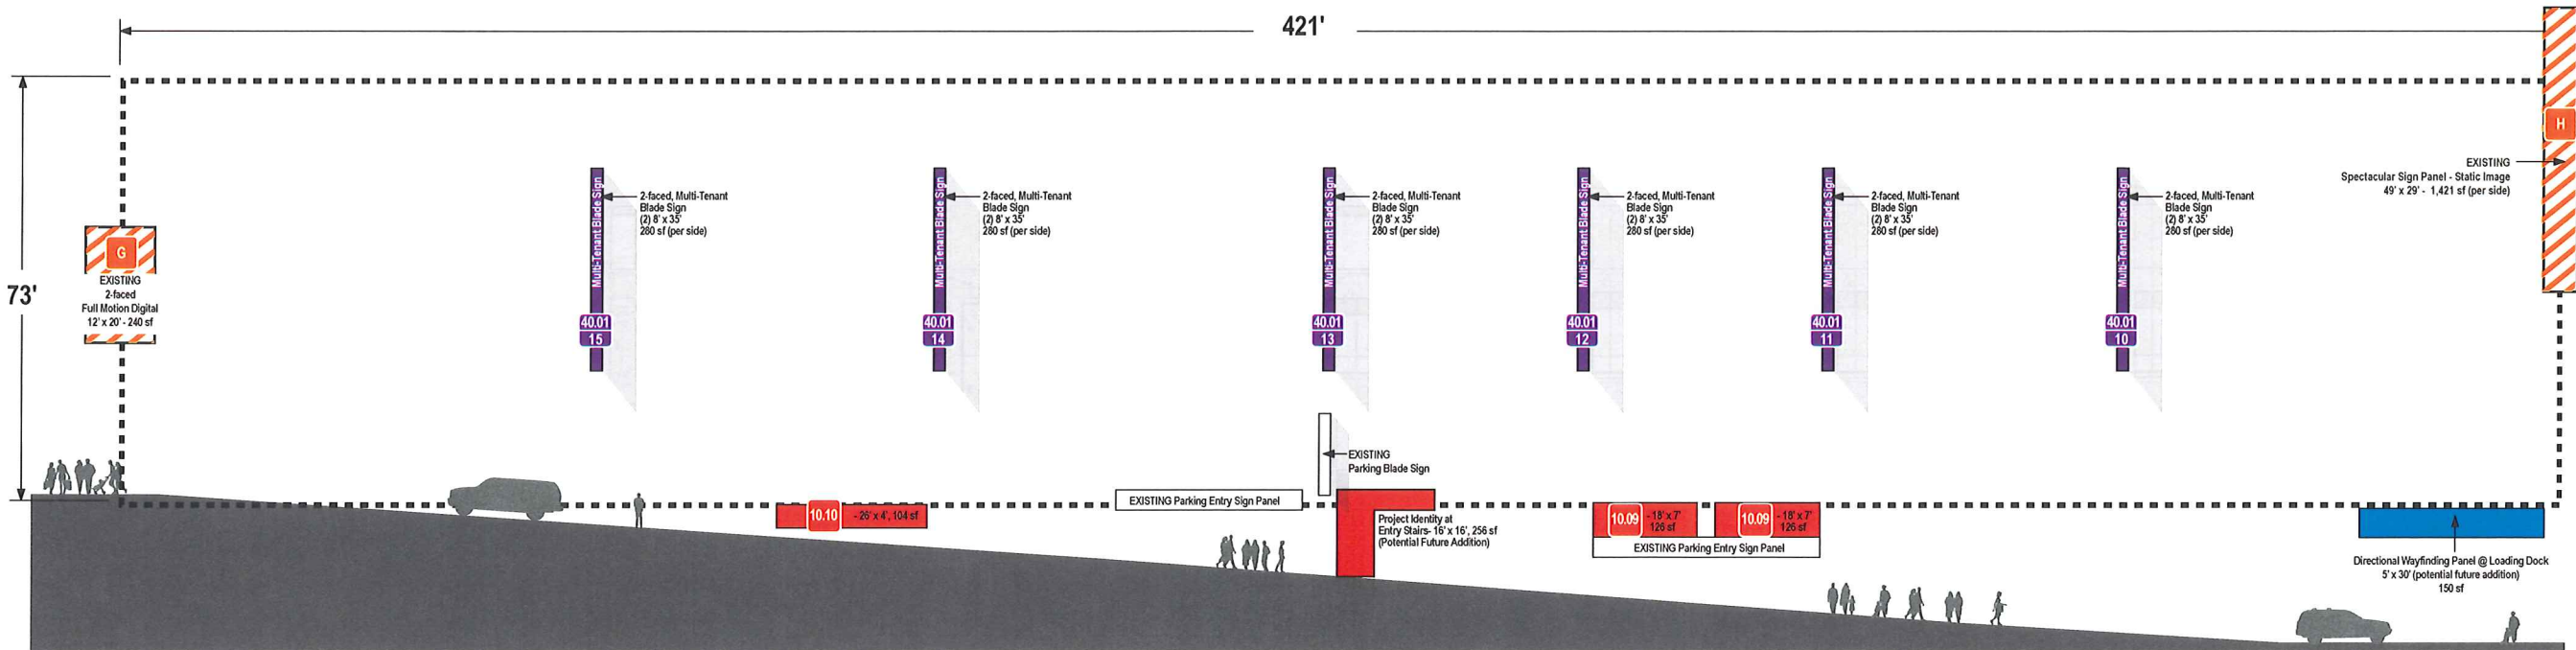 421'
73'
G
EXISTING
2-faced
Full Motion Digital
12' x 20' - 240 sf
Multi-Tenant Blade Sign
40.01
15
2-faced, Multi-Tenant
Blade Sign
(2) 8' x 35'
280 sf (per side)
Multi-Tenant Blade Sign
40.01
14
2-faced, Multi-Tenant
Blade Sign
(2) 8' x 35'
280 sf (per side)
Multi-Tenant Blade Sign
40.01
13
2-faced, Multi-Tenant
Blade Sign
(2) 8' x 35'
280 sf (per side)
Multi-Tenant Blade Sign
40.01
12
2-faced, Multi-Tenant
Blade Sign
(2) 8' x 35'
280 sf (per side)
Multi-Tenant Blade Sign
40.01
11
2-faced, Multi-Tenant
Blade Sign
(2) 8' x 35'
280 sf (per side)
Multi-Tenant Blade Sign
40.01
10
2-faced, Multi-Tenant
Blade Sign
(2) 8' x 35'
280 sf (per side)
H
EXISTING
Spectacular Sign Panel - Static Image
49' x 29' - 1,421 sf (per side)
EXISTING
Parking Blade Sign
10.10
- 26' x 4', 104 sf
EXISTING Parking Entry Sign Panel
Project Identity at
Entry Stairs- 16' x 16', 256 sf
(Potential Future Addition)
10.09
- 18' x 7'
126 sf
10.09
- 18' x 7'
126 sf
EXISTING Parking Entry Sign Panel
Directional Wayfinding Panel @ Loading Dock
5' x 30' (potential future addition)
150 sf